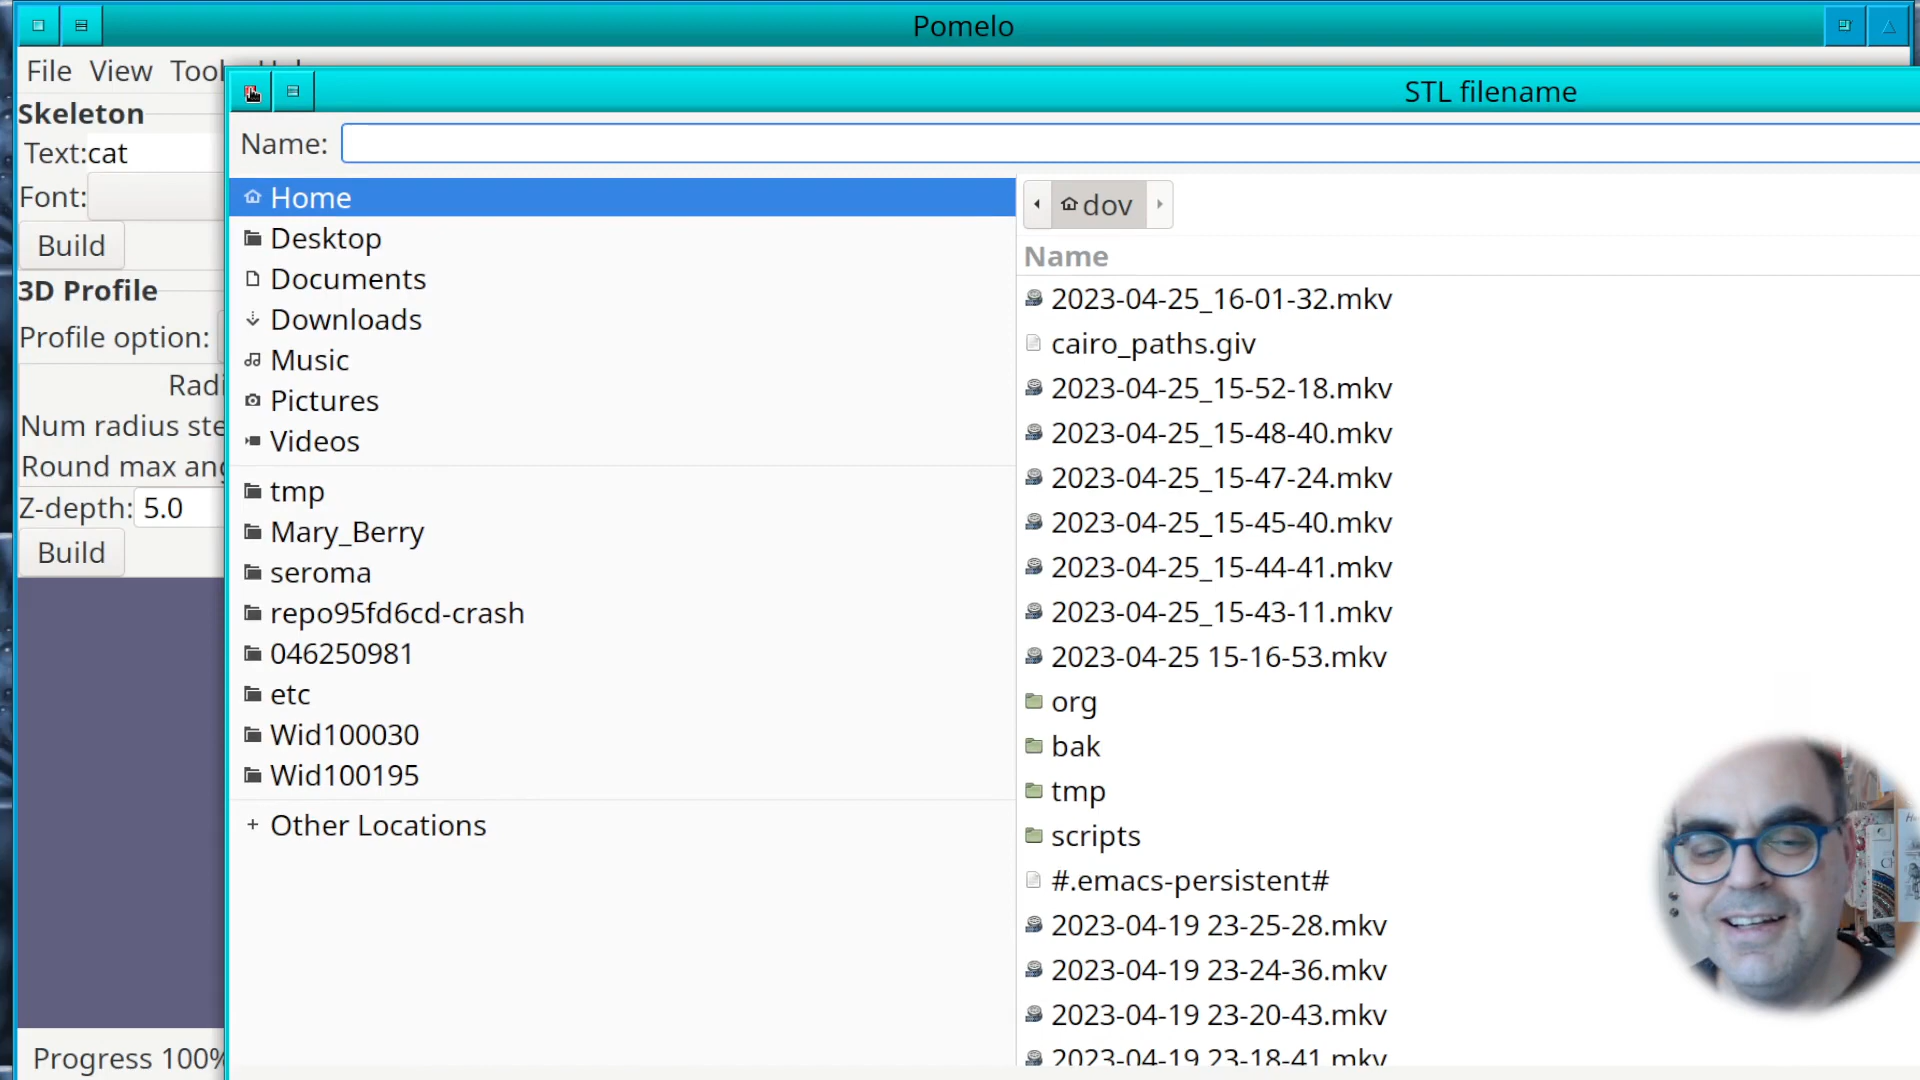 Pomelo
File View Tool
STL filename
Skeleton
Name:
Text:cat
Font:
Build
3D Profile
Profile option:
Radi
Num radius ste
Round max ang
Z-depth: 5.0
Build
Progress 100%
Home
Desktop
Documents
Downloads
Music
Pictures
Videos
tmp
Mary_Berry
seroma
repo95fd6cd-crash
046250981
etc
Wid100030
Wid100195
Other Locations
dov
Name
2023-04-25_16-01-32.mkv
cairo_paths.giv
2023-04-25_15-52-18.mkv
2023-04-25_15-48-40.mkv
2023-04-25_15-47-24.mkv
2023-04-25_15-45-40.mkv
2023-04-25_15-44-41.mkv
2023-04-25_15-43-11.mkv
2023-04-25 15-16-53.mkv
org
bak
tmp
scripts
#.emacs-persistent#
2023-04-19 23-25-28.mkv
2023-04-19 23-24-36.mkv
2023-04-19 23-20-43.mkv
2023-04-19 23-18-41.mkv